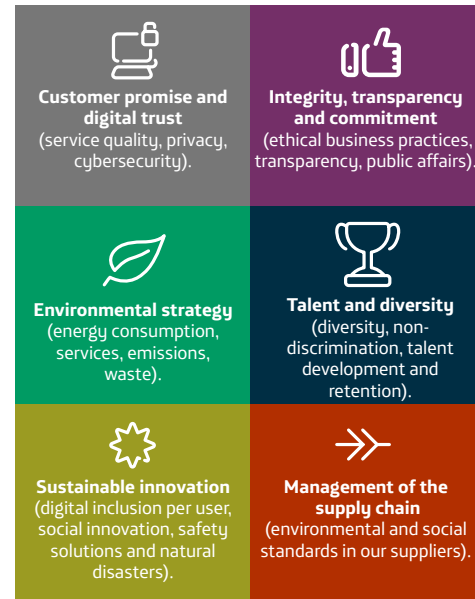 Customer promise and
digital trust
(service quality, privacy,
cybersecurity).
Integrity, transparency
and commitment
(ethical business practices,
transparency, public affairs).
Environmental strategy
(energy consumption,
services, emissions,
waste).
Talent and diversity
(diversity, non-
discrimination, talent
development and
retention).
Sustainable innovation
(digital inclusion per user,
social innovation, safety
solutions and natural
disasters).
Management of the
supply chain
(environmental and social
standards in our suppliers).